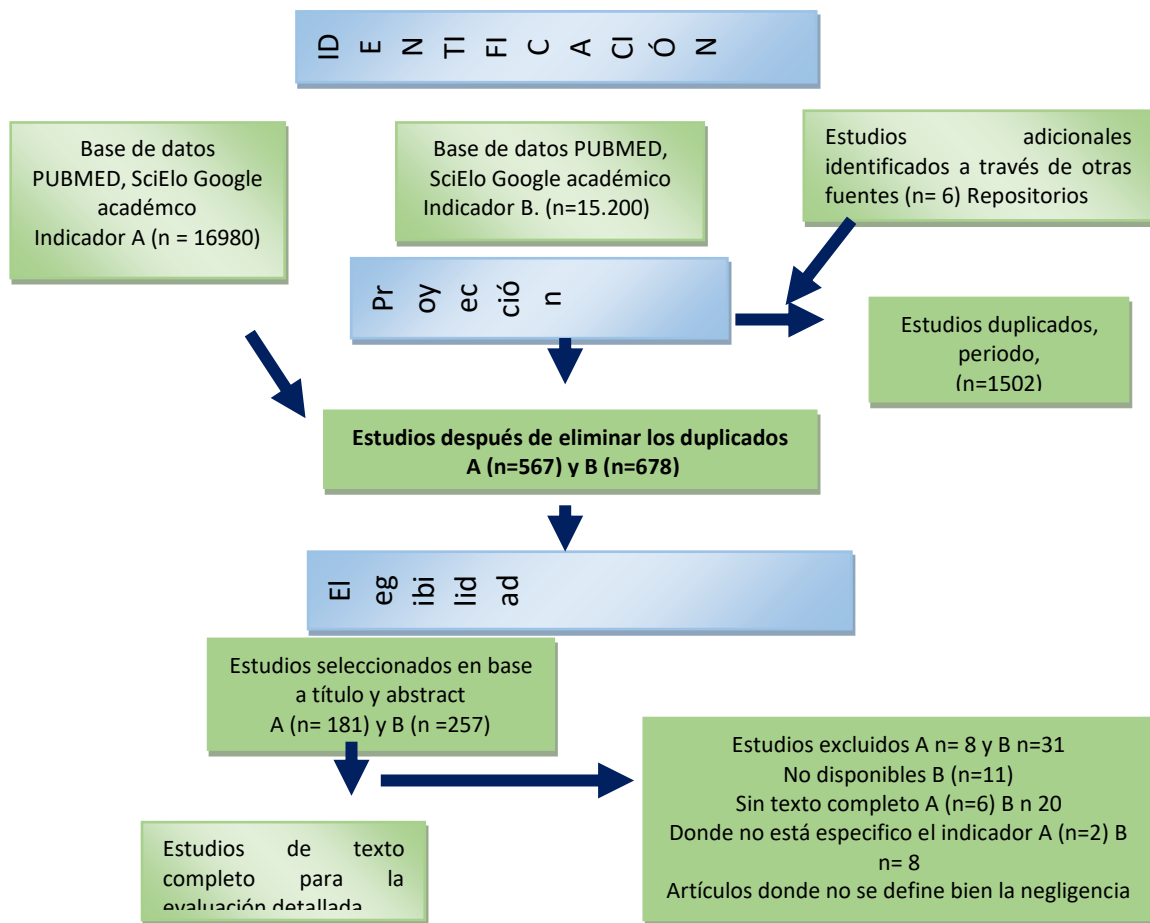 ID E N TI FI C A CI Ó N
Base de datos
PUBMED, SciElo Google
académco
Indicador A (n = 16980)
Base de datos PUBMED,
SciElo Google académico
Indicador B. (n=15.200)
Estudios adicionales
identificados a través de otras
fuentes (n= 6) Repositorios
Pr oy ec ció n
Estudios duplicados,
periodo,
(n=1502)
Estudios después de eliminar los duplicados
A (n=567) y B (n=678)
El eg ibi lid ad
Estudios seleccionados en base
a título y abstract
A (n= 181) y B (n =257)
Estudios excluidos A n= 8 y B n=31
No disponibles B (n=11)
Sin texto completo A (n=6) B n 20
Donde no está especifico el indicador A (n=2) B
n= 8
Artículos donde no se define bien la negligencia
Estudios de texto
completo para la
evaluación detallada